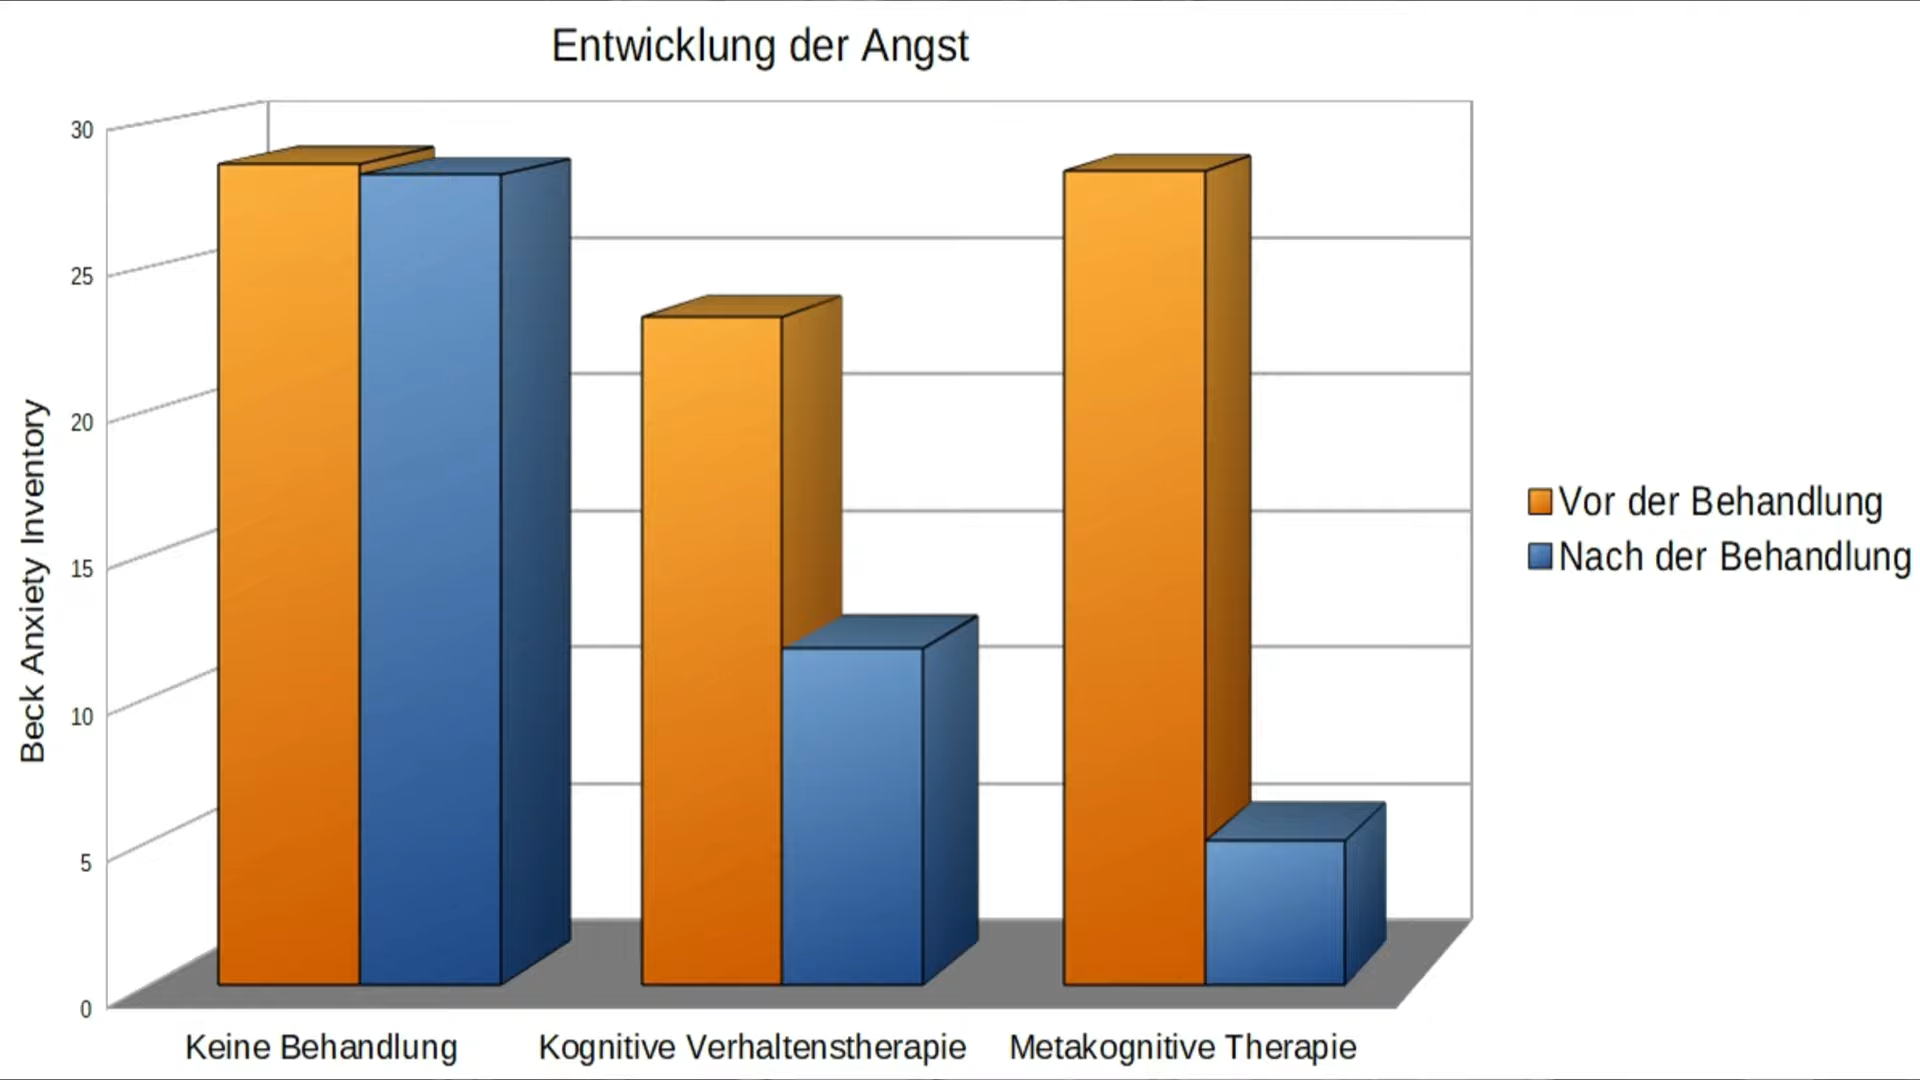 Entwicklung der Angst
30
25
20
15
10
5
0
Beck Anxiety Inventory
Keine Behandlung
Kognitive Verhaltenstherapie
Metakognitive Therapie
Vor der Behandlung
Nach der Behandlung